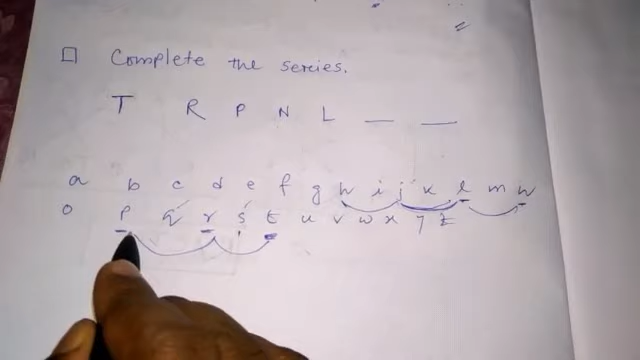 Complete the series.
T R P N L __ __
a b c d e f g h i j k l m n
o p q r s t u v w x y z